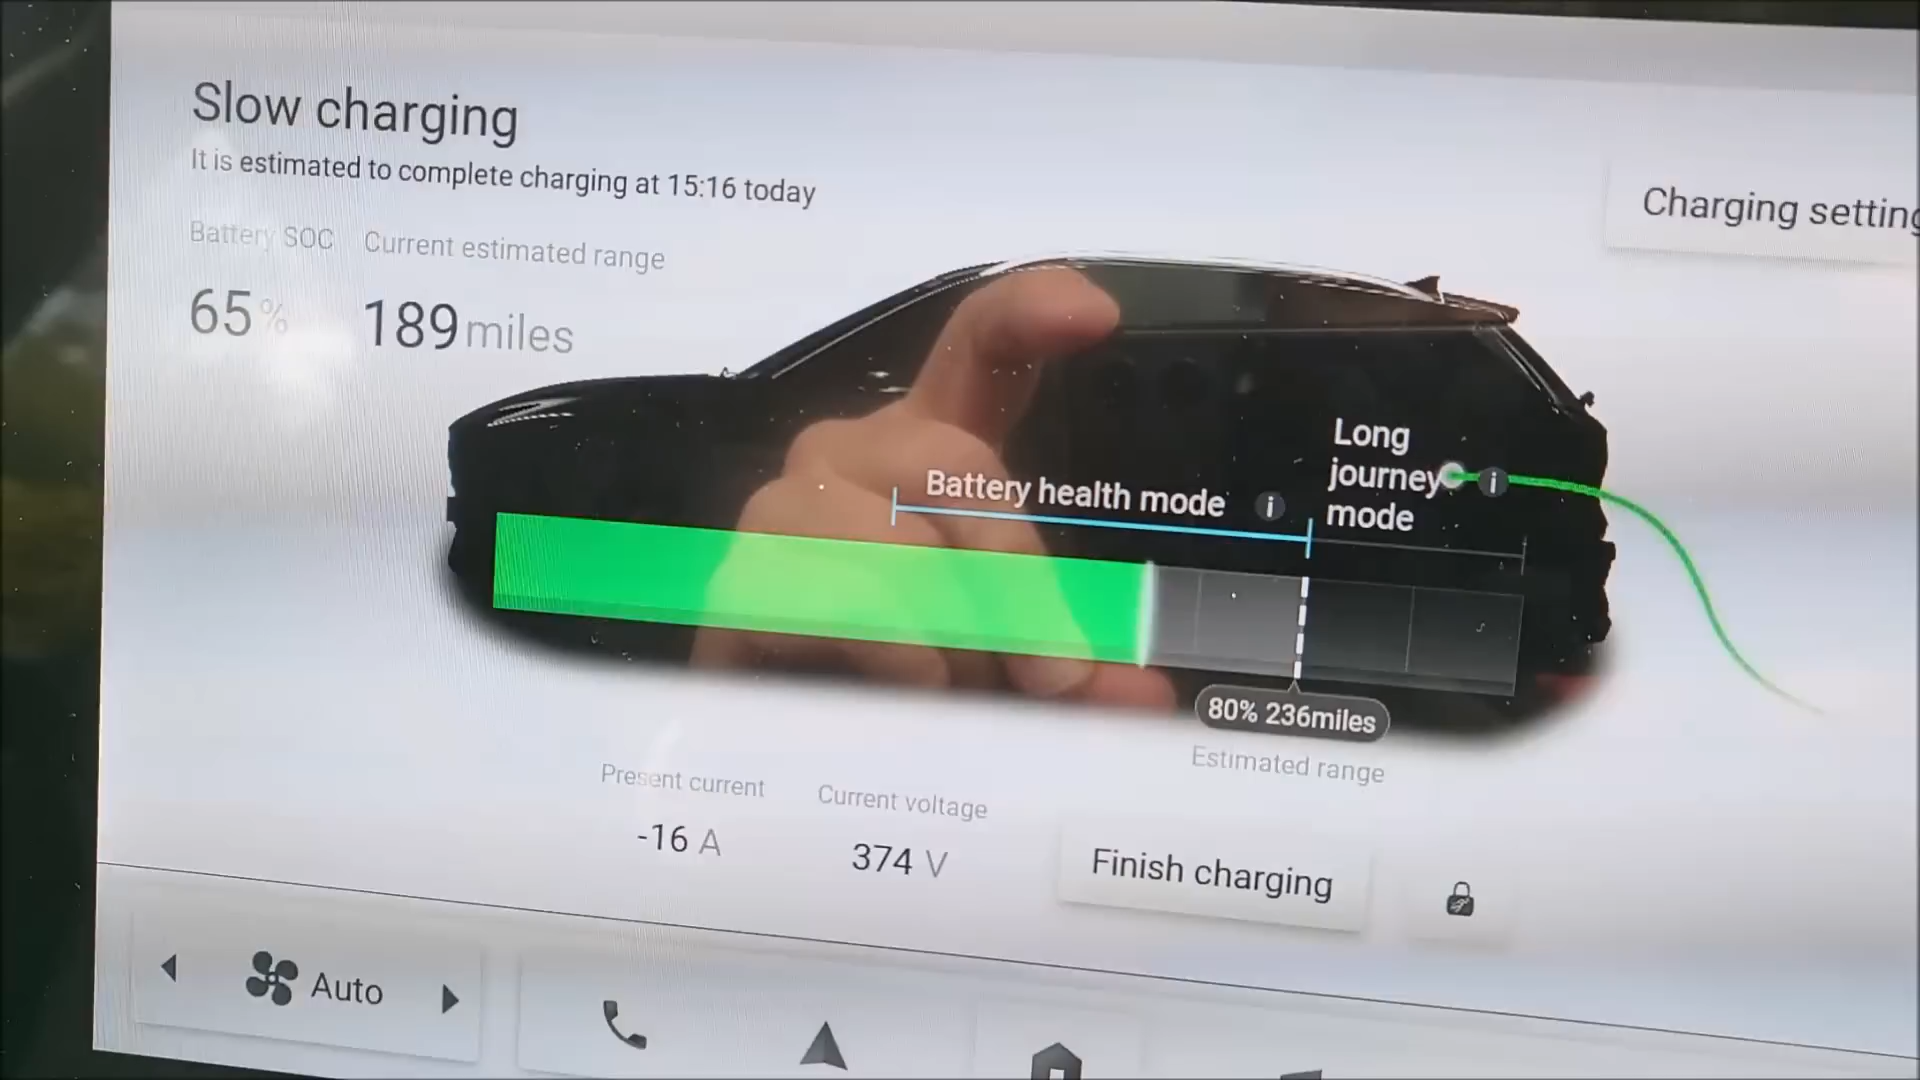 Slow charging
It is estimated to complete charging at 15:16 today
Battery SOC
Current estimated range
65%
189 miles
Charging setting
Long
journey
mode
i
Battery health mode
i
80% 236miles
Estimated range
Present current
Current voltage
-16 A
374 V
Finish charging
Auto